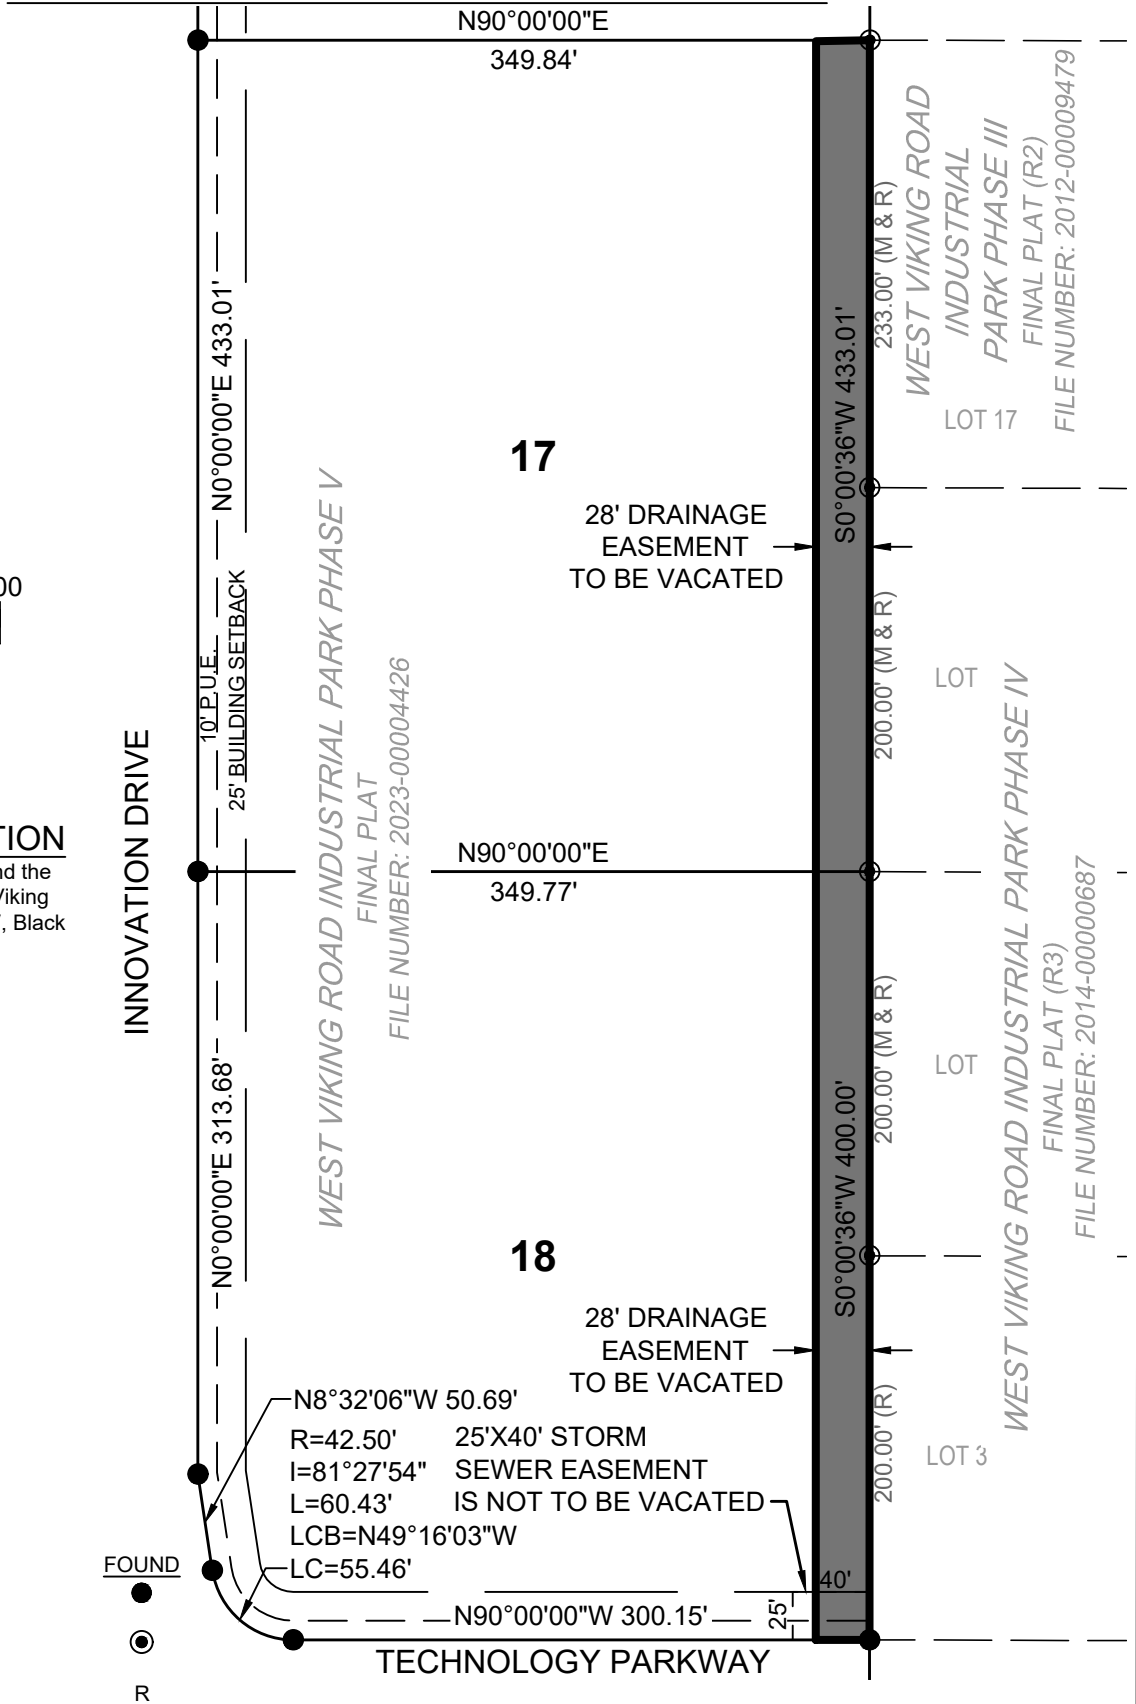 N90°00'00"E
349.84'
N0°00'00"E 433.01'
17
28' DRAINAGE
EASEMENT
TO BE VACATED
S0°00'36"W 433.01'
233.00' (M & R)
WEST VIKING ROAD
INDUSTRIAL
PARK PHASE III
FINAL PLAT (R2)
FILE NUMBER: 2012-00009479
LOT 17
00
10' P.U.E.
25' BUILDING SETBACK
WEST VIKING ROAD INDUSTRIAL PARK PHASE V
FINAL PLAT
FILE NUMBER: 2023-00004426
200.00' (M & R)
LOT
INNOVATION DRIVE
TION
nd the
Viking
', Black
N90°00'00"E
349.77'
WEST VIKING ROAD INDUSTRIAL PARK PHASE IV
FINAL PLAT (R3)
FILE NUMBER: 2014-00000687
200.00' (M & R)
LOT
N0°00'00"E 313.68'
18
S0°00'36"W 400.00'
28' DRAINAGE
EASEMENT
TO BE VACATED
200.00' (R)
LOT 3
N8°32'06"W 50.69'
R=42.50'
I=81°27'54"
L=60.43'
LCB=N49°16'03"W
LC=55.46'
25'X40' STORM
SEWER EASEMENT
IS NOT TO BE VACATED
40'
25'
N90°00'00"W 300.15'
TECHNOLOGY PARKWAY
FOUND
R